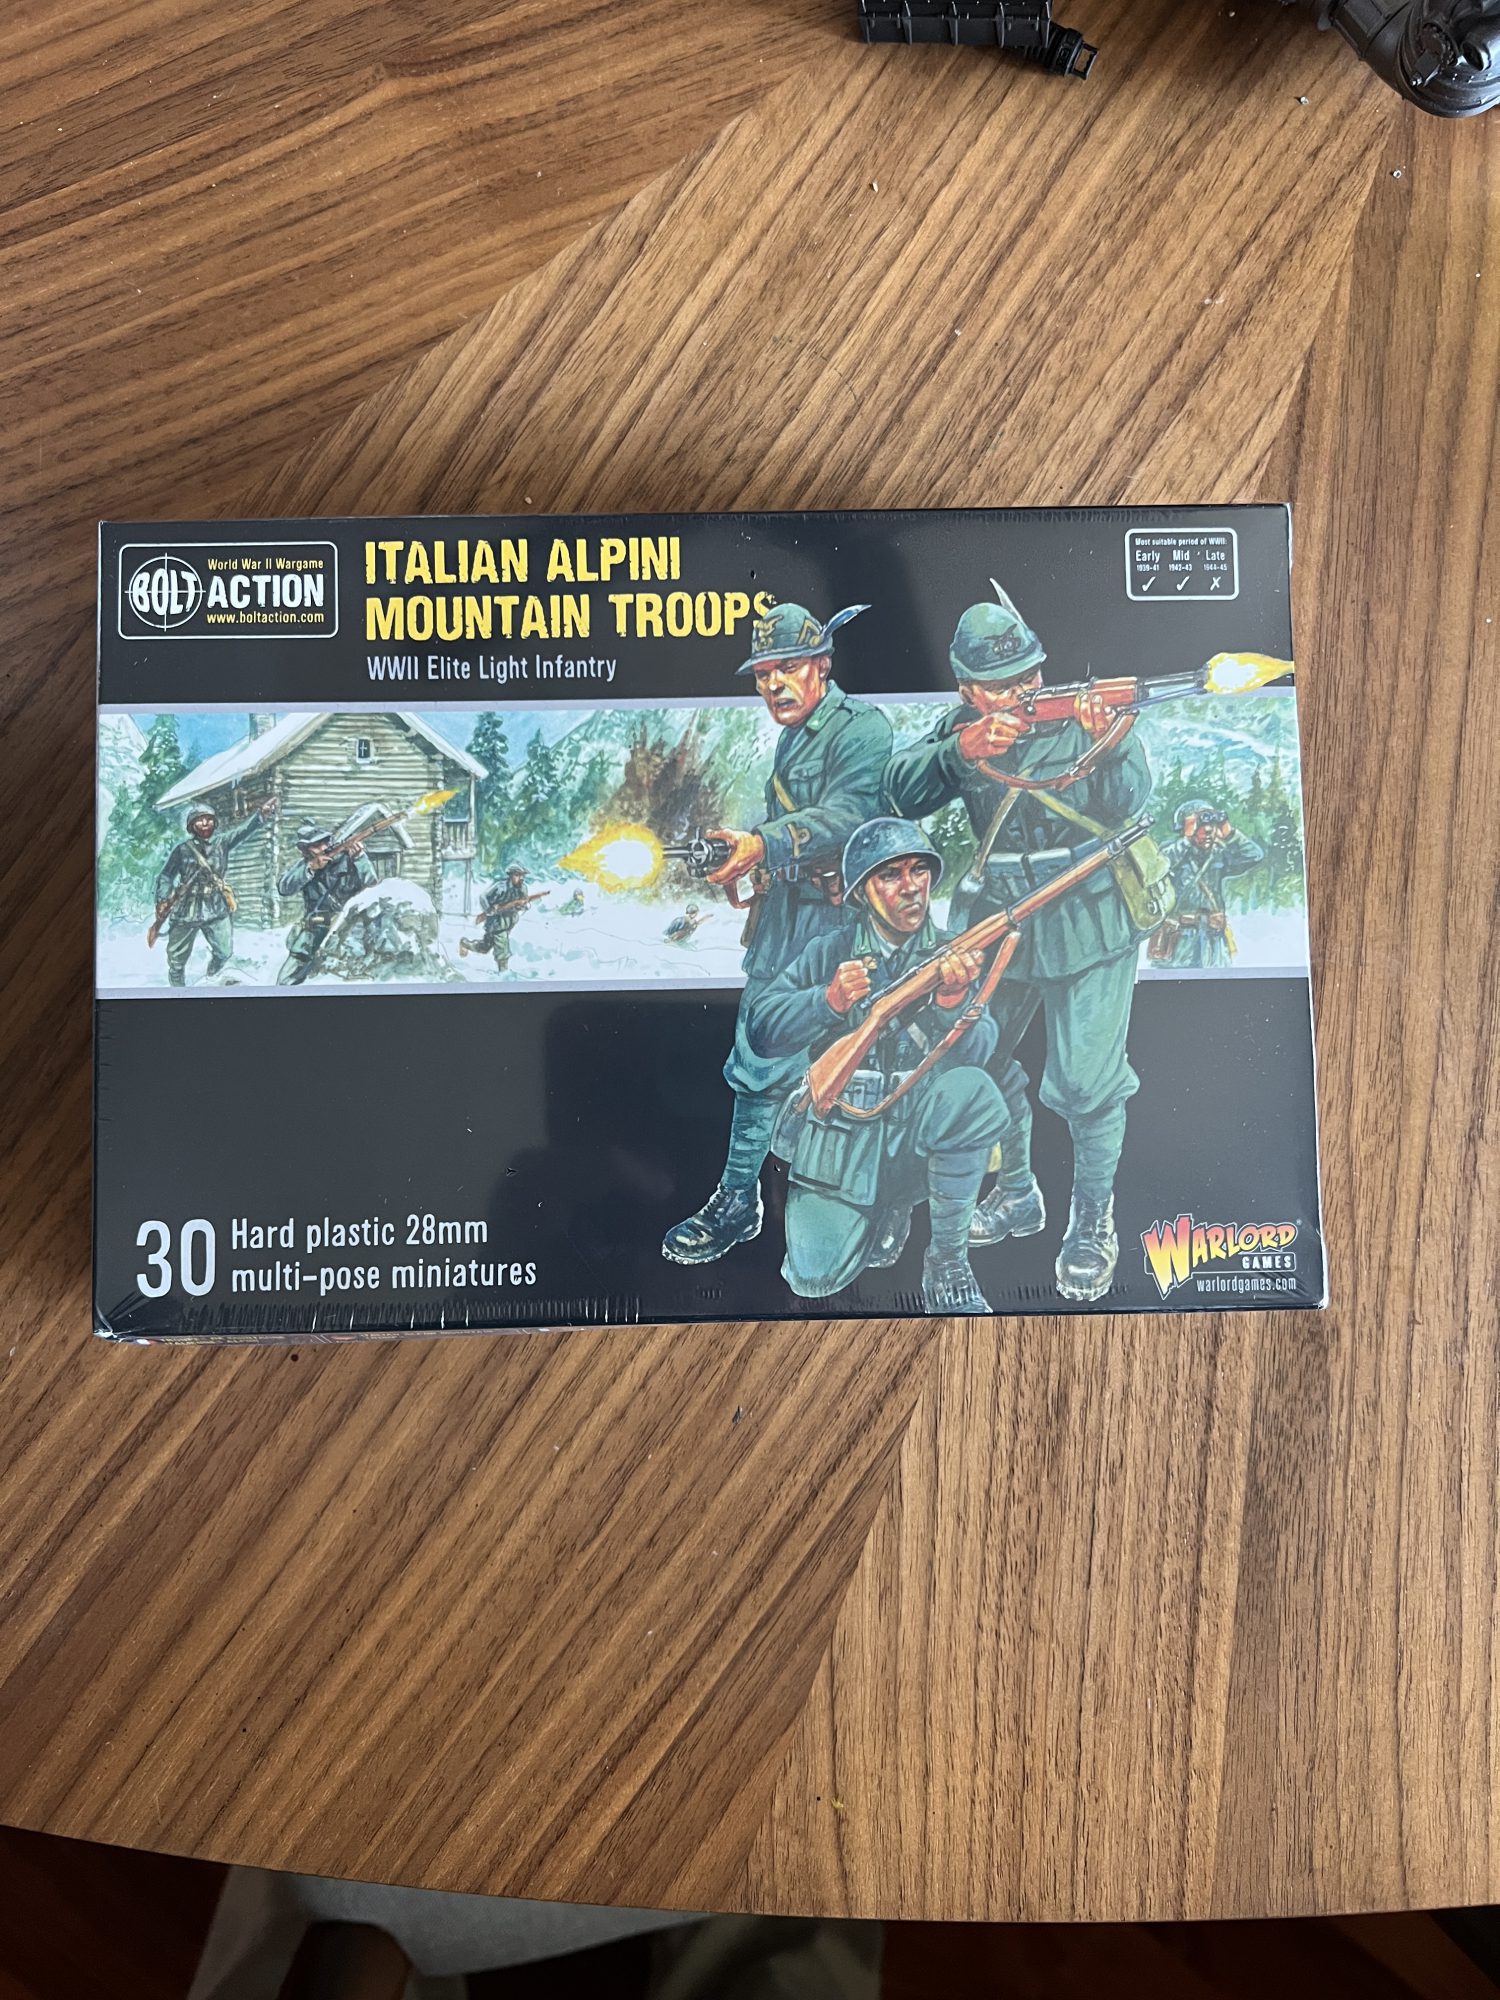 BOLT ACTION
World War II Wargame
www.boltaction.com
ITALIAN ALPINI
MOUNTAIN TROOPS
WWII Elite Light Infantry
Most suitable period of WWII:
Early Mid Late
1939-41 1942-43 1944-45
✓ ✓ ✗
30 Hard plastic 28mm
multi-pose miniatures
WARLORD
GAMES
warlordgames.com